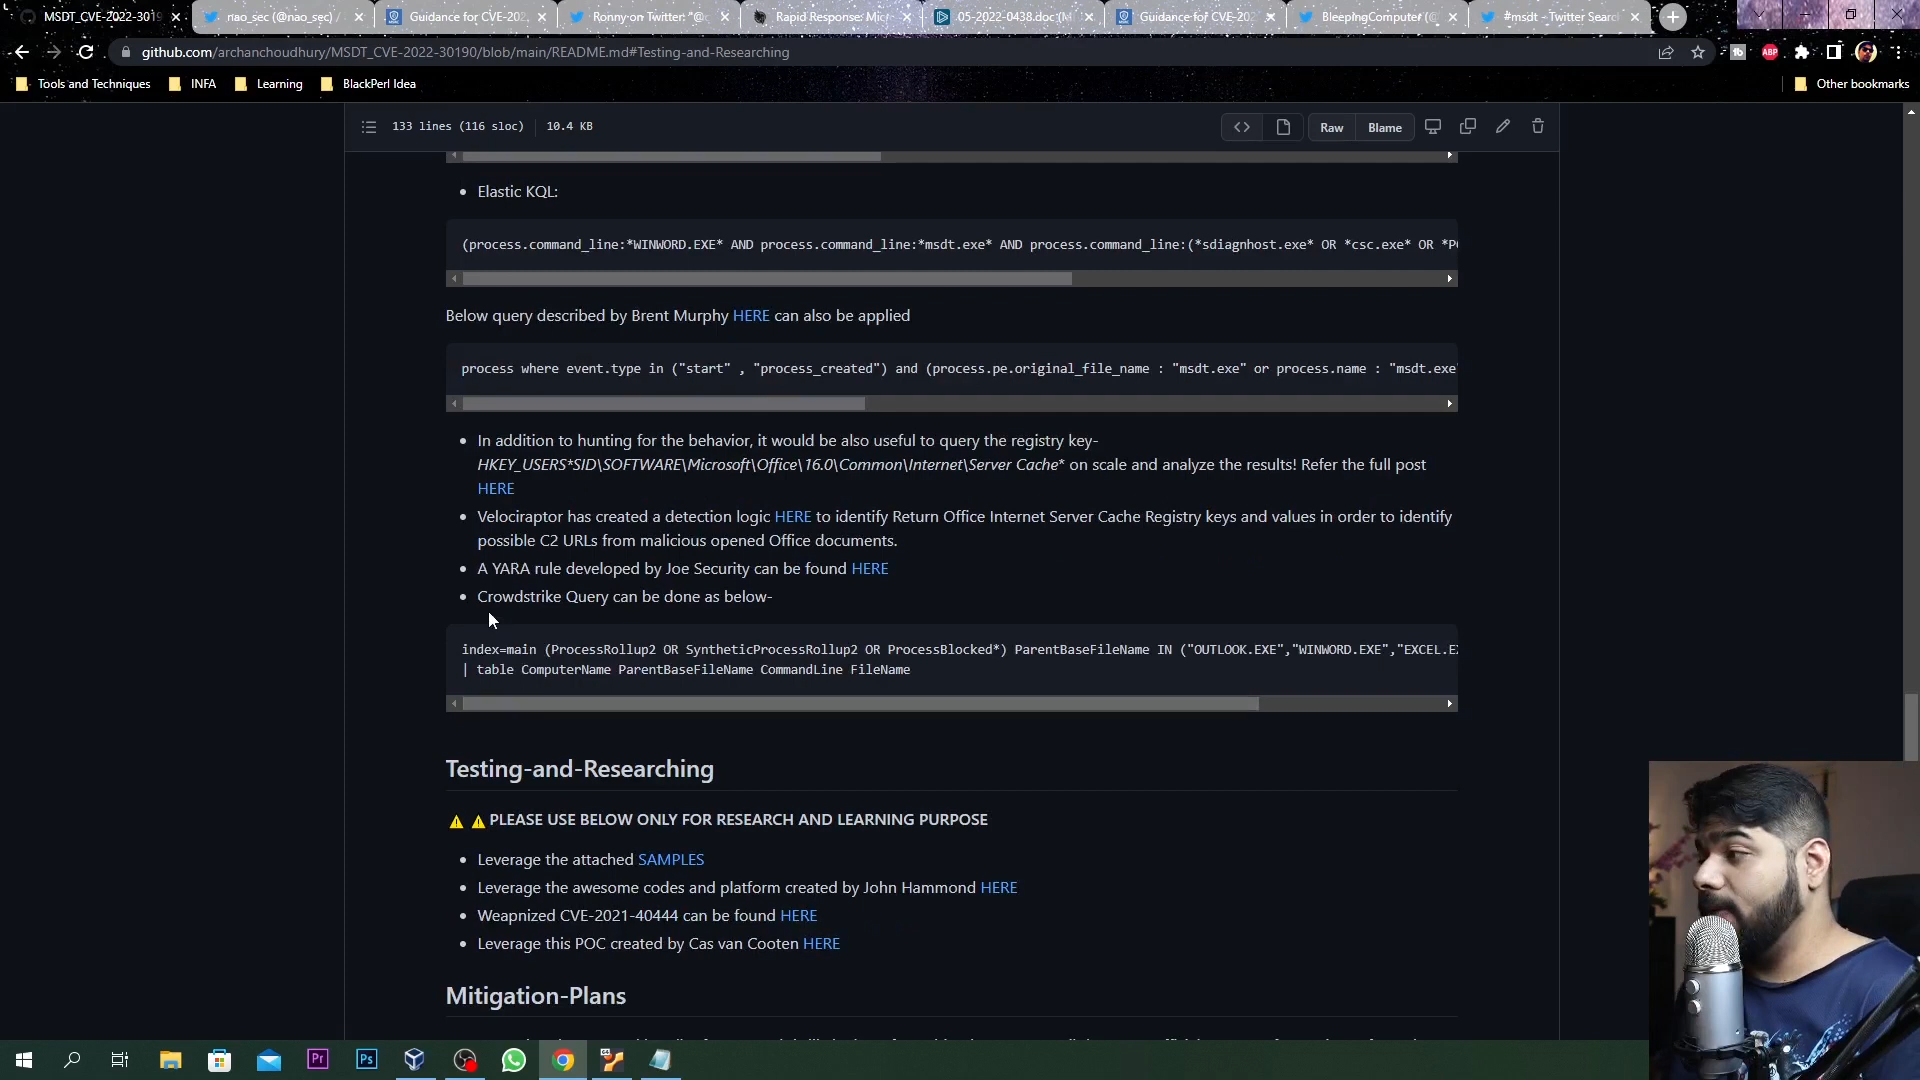 MSDT_CVE-2022-3019
nao_sec (@nao_sec) /
Guidance for CVE-202
Ronny on Twitter: "@
Rapid Response: Micr
05-2022-0438.doc (M
Guidance for CVE-202
BleepingComputer (@
#msdt - Twitter Searc
github.com/archanchoudhury/MSDT_CVE-2022-30190/blob/main/README.md#Testing-and-Researching
ABP
Tools and Techniques
INFA
Learning
BlackPerl Idea
Other bookmarks
133 lines (116 sloc)
10.4 KB
<>
Raw
Blame
• Elastic KQL:
(process.command_line:*WINWORD.EXE* AND process.command_line:*msdt.exe* AND process.command_line:(*sdiagnhost.exe* OR *csc.exe* OR *P
Below query described by Brent Murphy HERE can also be applied
process where event.type in ("start" , "process_created") and (process.pe.original_file_name : "msdt.exe" or process.name : "msdt.exe"
• In addition to hunting for the behavior, it would be also useful to query the registry key-
HKEY_USERS*SID\SOFTWARE\Microsoft\Office\16.0\Common\Internet\Server Cache* on scale and analyze the results! Refer the full post
HERE
• Velociraptor has created a detection logic HERE to identify Return Office Internet Server Cache Registry keys and values in order to identify
possible C2 URLs from malicious opened Office documents.
• A YARA rule developed by Joe Security can be found HERE
• Crowdstrike Query can be done as below-
index=main (ProcessRollup2 OR SyntheticProcessRollup2 OR ProcessBlocked*) ParentBaseFileName IN ("OUTLOOK.EXE","WINWORD.EXE","EXCEL.EX
| table ComputerName ParentBaseFileName CommandLine FileName
Testing-and-Researching
⚠ ⚠ PLEASE USE BELOW ONLY FOR RESEARCH AND LEARNING PURPOSE
• Leverage the attached SAMPLES
• Leverage the awesome codes and platform created by John Hammond HERE
• Weapnized CVE-2021-40444 can be found HERE
• Leverage this POC created by Cas van Cooten HERE
Mitigation-Plans
Pr
Ps